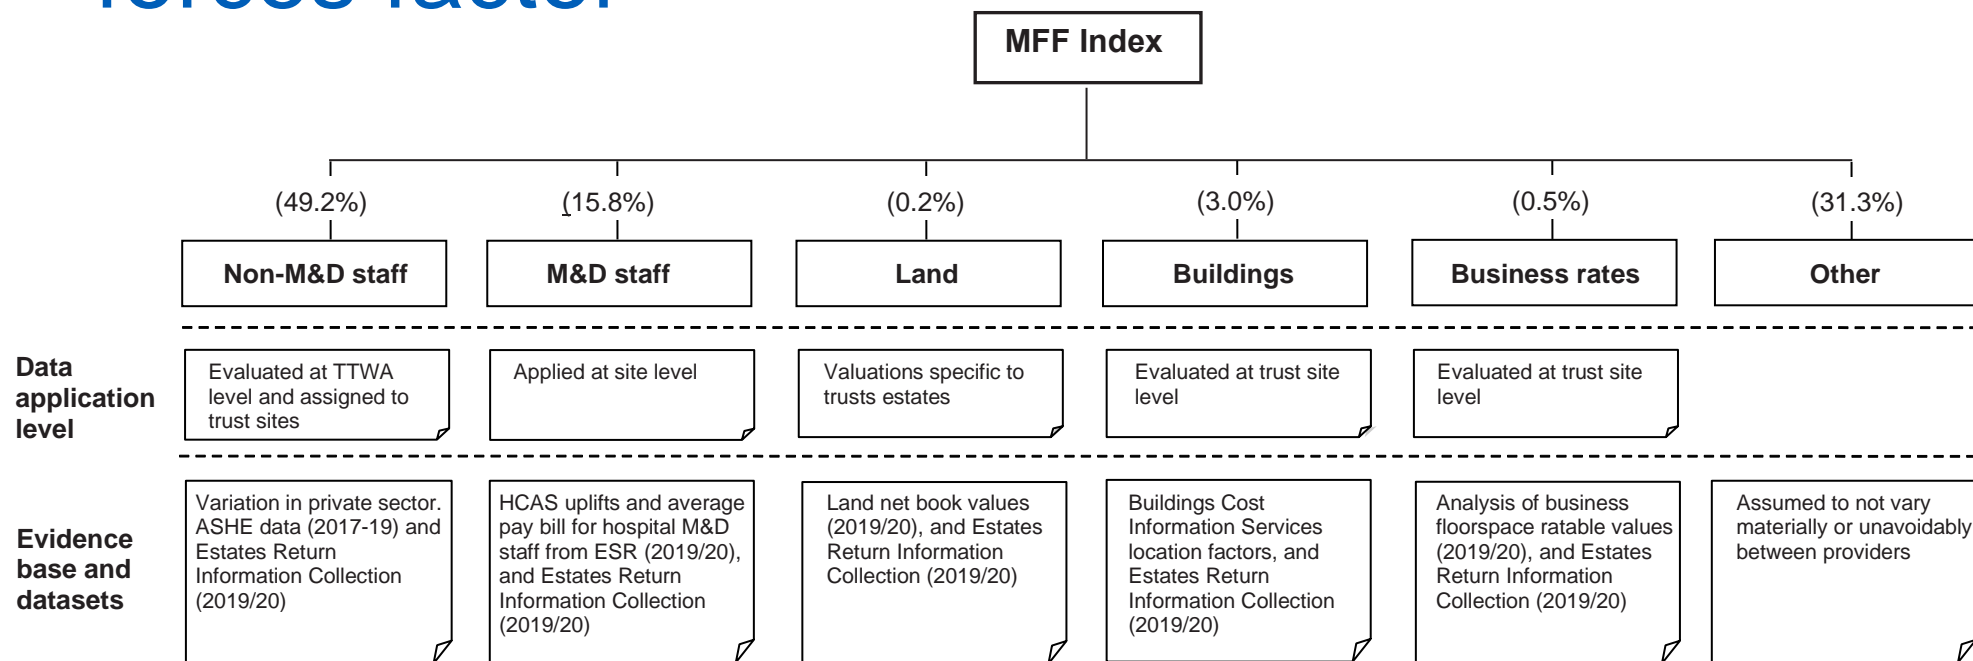 forces factor
MFF Index
(49.2%)
(15.8%)
(0.2%)
(3.0%)
(0.5%)
(31.3%)
Non-M&D staff
M&D staff
Land
Buildings
Business rates
Other
Data
application
level
Evaluated at TTWA
level and assigned to
trust sites
Applied at site level
Valuations specific to
trusts estates
Evaluated at trust site
level
Evaluated at trust site
level
Evidence
base and
datasets
Variation in private sector.
ASHE data (2017-19) and
Estates Return
Information Collection
(2019/20)
HCAS uplifts and average
pay bill for hospital M&D
staff from ESR (2019/20),
and Estates Return
Information Collection
(2019/20)
Land net book values
(2019/20), and Estates
Return Information
Collection (2019/20)
Buildings Cost
Information Services
location factors, and
Estates Return
Information Collection
(2019/20)
Analysis of business
floorspace ratable values
(2019/20), and Estates
Return Information
Collection (2019/20)
Assumed to not vary
materially or unavoidably
between providers